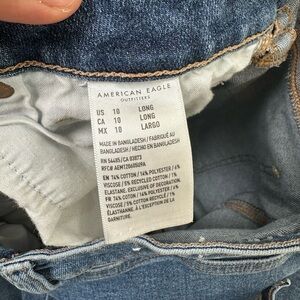 AMERICAN EAGLE
OUTFITTERS
US 10 LONG
CA 10 LONG
MX 10 LARGO
MADE IN BANGLADESH / FABRIQUÉ AU
BANGLADESH / HECHO EN BANGLADESH
RN 54485 / CA 03873
EN 74% COTTON / 14% POLYESTER / 6%
VISCOSE / 5% RECYCLED COTTON / 1%
ELASTANE. EXCLUSIVE OF DECORATION.
FR 74% COTON / 14% POLYESTER / 6%
VISCOSE / 5% COTON RECYCLÉ / 1%
ÉLASTHANNE. À L'EXCEPTION DE LA
GARNITURE.